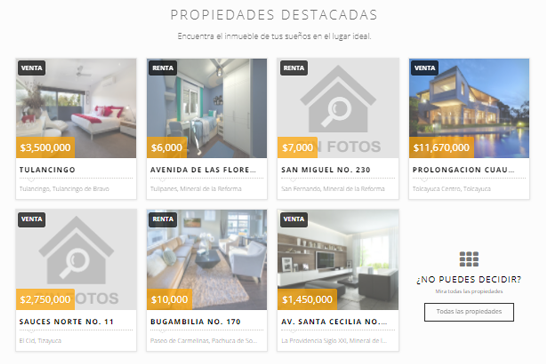 PROPIEDADES DESTACADAS
Encuentra el inmueble de tus sueños en el lugar ideal.
VENTA
$3,500,000
TULANCINGO
Tulancingo, Tulancingo de Bravo
RENTA
$6,000
AVENIDA DE LAS FLORE...
Tulipanes, Mineral de la Reforma
RENTA
$7,000
N FOTOS
SAN MIGUEL NO. 230
San Fernando, Mineral de la Reforma
VENTA
$11,670,000
PROLONGACION CUAU...
Tolcayuca Centro, Tolcayuca
VENTA
$2,750,000
OTOS
SAUCES NORTE NO. 11
El Cid, Tizayuca
RENTA
$10,000
BUGAMBILIA NO. 170
Paseo de Camelinas, Pachuca de So...
VENTA
$1,450,000
AV. SANTA CECILIA NO....
La Providencia Siglo XXI, Mineral de l...
¿NO PUEDES DECIDIR?
Mira todas las propiedades
Todas las propiedades